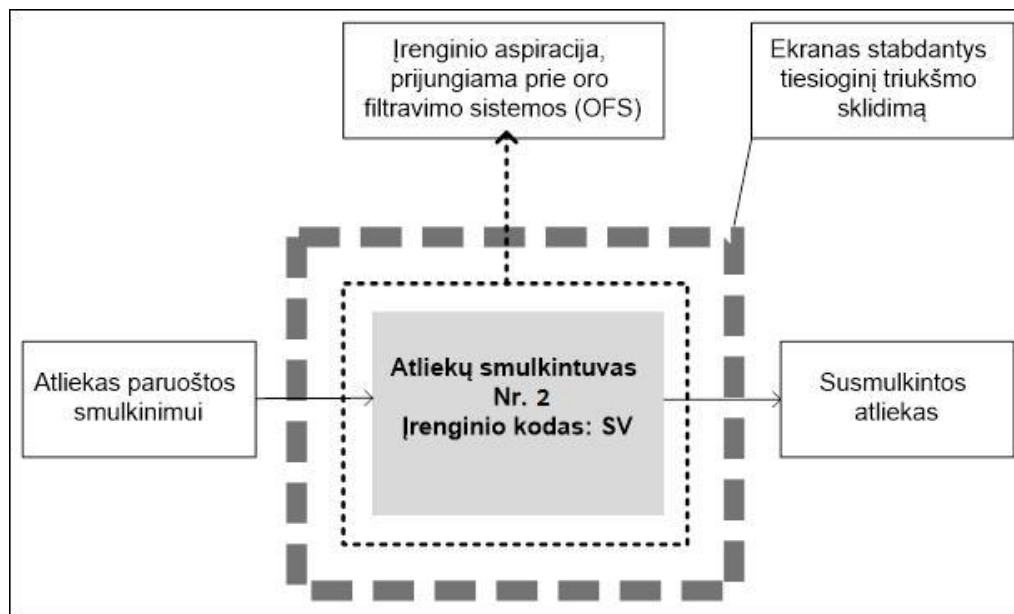 Įrenginio aspiracija,
prijungiama prie oro
filtravimo sistemos (OFS)
Ekranas stabdantys
tiesioginį triukšmo
sklidimą
Atliekas paruoštos
smulkinimui
Atliekų smulkintuvas
Nr. 2
Įrenginio kodas: SV
Susmulkintos
atliekas